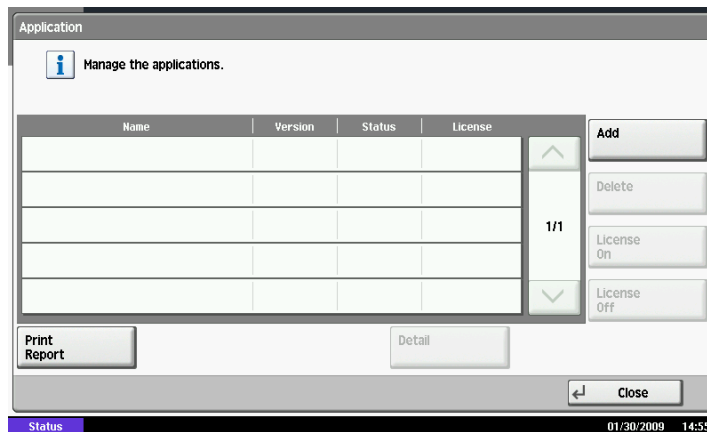 Application
Manage the applications.
Name Version Status License
Add
Delete
1/1
License
On
License
Off
Print
Report
Detail
Close
Status 01/30/2009 14:55